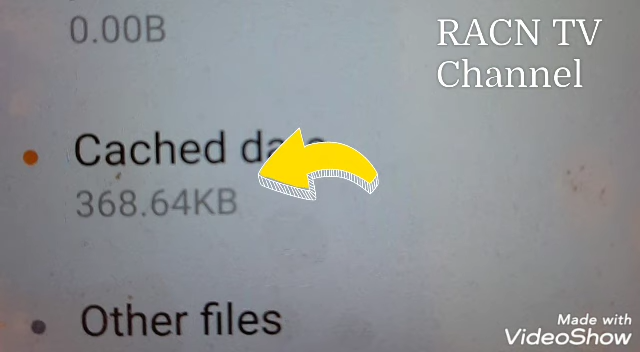 0.00B
RACN TV
Channel
Cached
368.64KB
Other files
Made with
VideoShow